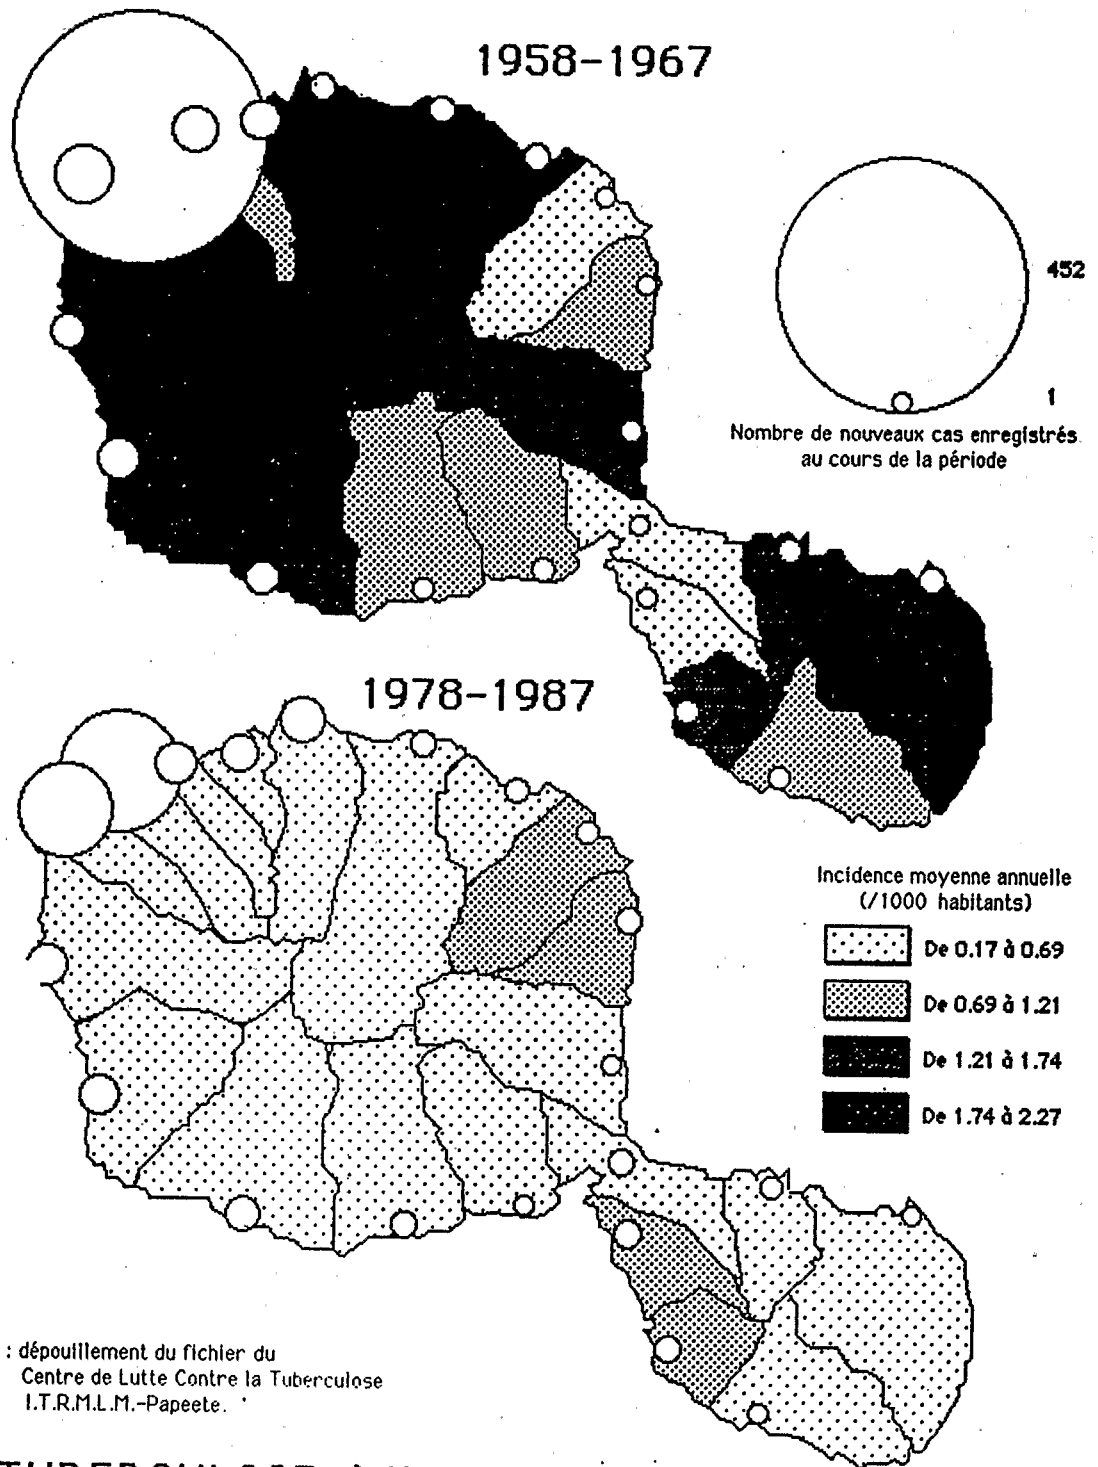 1958-1967
452
1
Nombre de nouveaux cas enregistrés
au cours de la période
1978-1987
Incidence moyenne annuelle
(/1000 habitants)
De 0.17 à 0.69
De 0.69 à 1.21
De 1.21 à 1.74
De 1.74 à 2.27
: dépouillement du fichier du
Centre de Lutte Contre la Tuberculose
I.T.R.M.L.M.-Papeete.